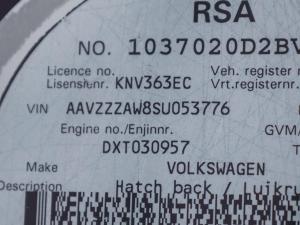 RSA
NO. 1037020D2BV
Licence no. Veh. register n
Lisensienr. KNV363EC Vrt.registernr.
VIN AAVZZZAW8SU053776
Engine no./Enjinnr. GVM/
DXT030957
Make VOLKSWAGEN
Description Hatch back / Luikrug